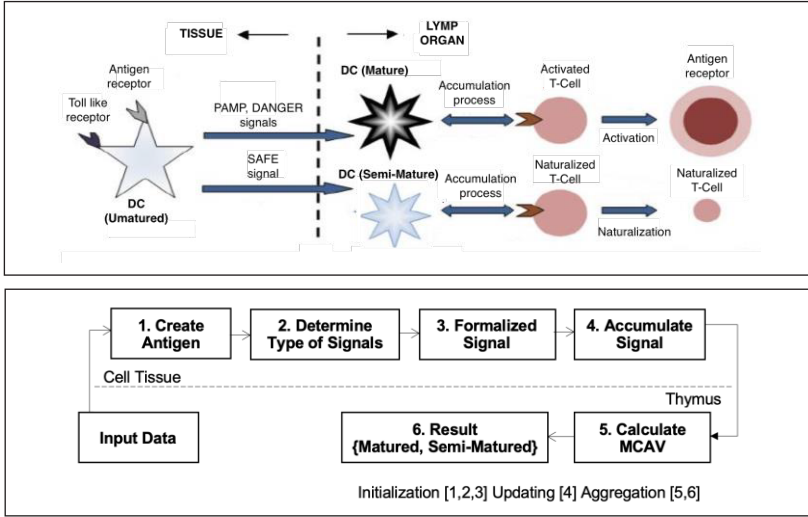 TISSUE
LYMP
ORGAN
Antigen
receptor
Toll like
receptor
DC
(Umatured)
PAMP, DANGER
signals
SAFE
signal
DC (Mature)
Accumulation
process
Activated
T-Cell
Activation
Antigen
receptor
DC (Semi-Mature)
Accumulation
process
Naturalized
T-Cell
Naturalization
Naturalized
T-Cell
1. Create
Antigen
2. Determine
Type of Signals
3. Formalized
Signal
4. Accumulate
Signal
Cell Tissue
Thymus
Input Data
6. Result
{Matured, Semi-Matured}
5. Calculate
MCAV
Initialization [1,2,3] Updating [4] Aggregation [5,6]